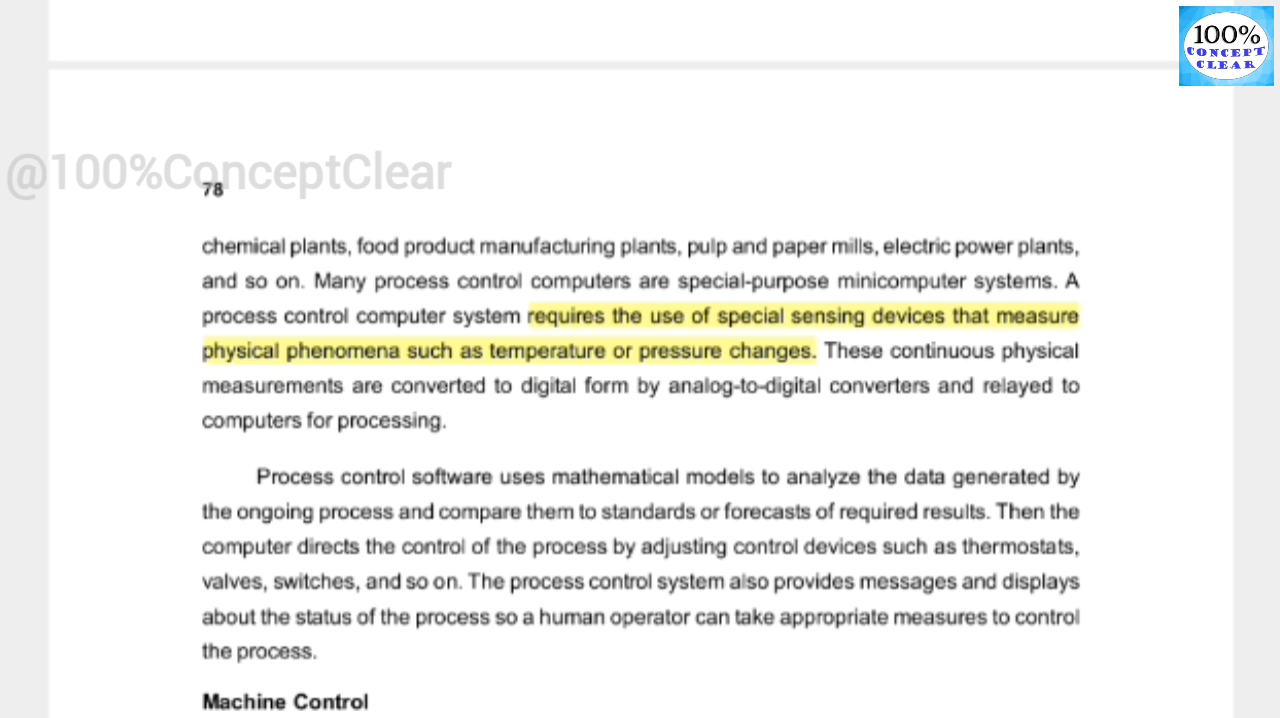 100%
CONCEPT
CLEAR
@100%ConceptClear
78
chemical plants, food product manufacturing plants, pulp and paper mills, electric power plants,
and so on. Many process control computers are special-purpose minicomputer systems. A
process control computer system requires the use of special sensing devices that measure
physical phenomena such as temperature or pressure changes. These continuous physical
measurements are converted to digital form by analog-to-digital converters and relayed to
computers for processing.
Process control software uses mathematical models to analyze the data generated by
the ongoing process and compare them to standards or forecasts of required results. Then the
computer directs the control of the process by adjusting control devices such as thermostats,
valves, switches, and so on. The process control system also provides messages and displays
about the status of the process so a human operator can take appropriate measures to control
the process.
Machine Control